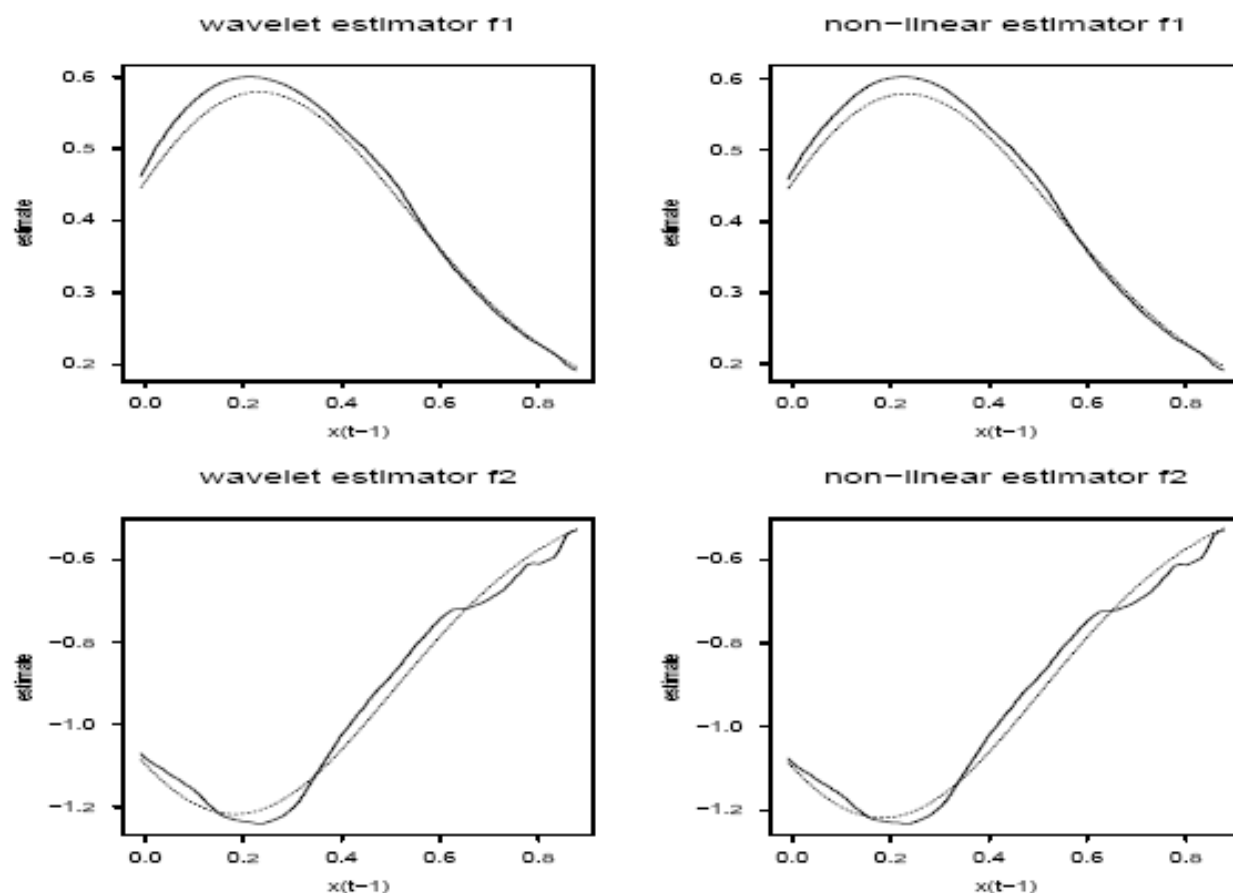 wavelet estimator f1
0.6
0.5
0.4
0.3
0.2
estimate
0.0 0.2 0.4 0.6 0.8
x(t−1)
non−linear estimator f1
0.6
0.5
0.4
0.3
0.2
estimate
0.0 0.2 0.4 0.6 0.8
x(t−1)
wavelet estimator f2
−0.6
−0.8
−1.0
−1.2
estimate
0.0 0.2 0.4 0.6 0.8
x(t−1)
non−linear estimator f2
−0.6
−0.8
−1.0
−1.2
estimate
0.0 0.2 0.4 0.6 0.8
x(t−1)